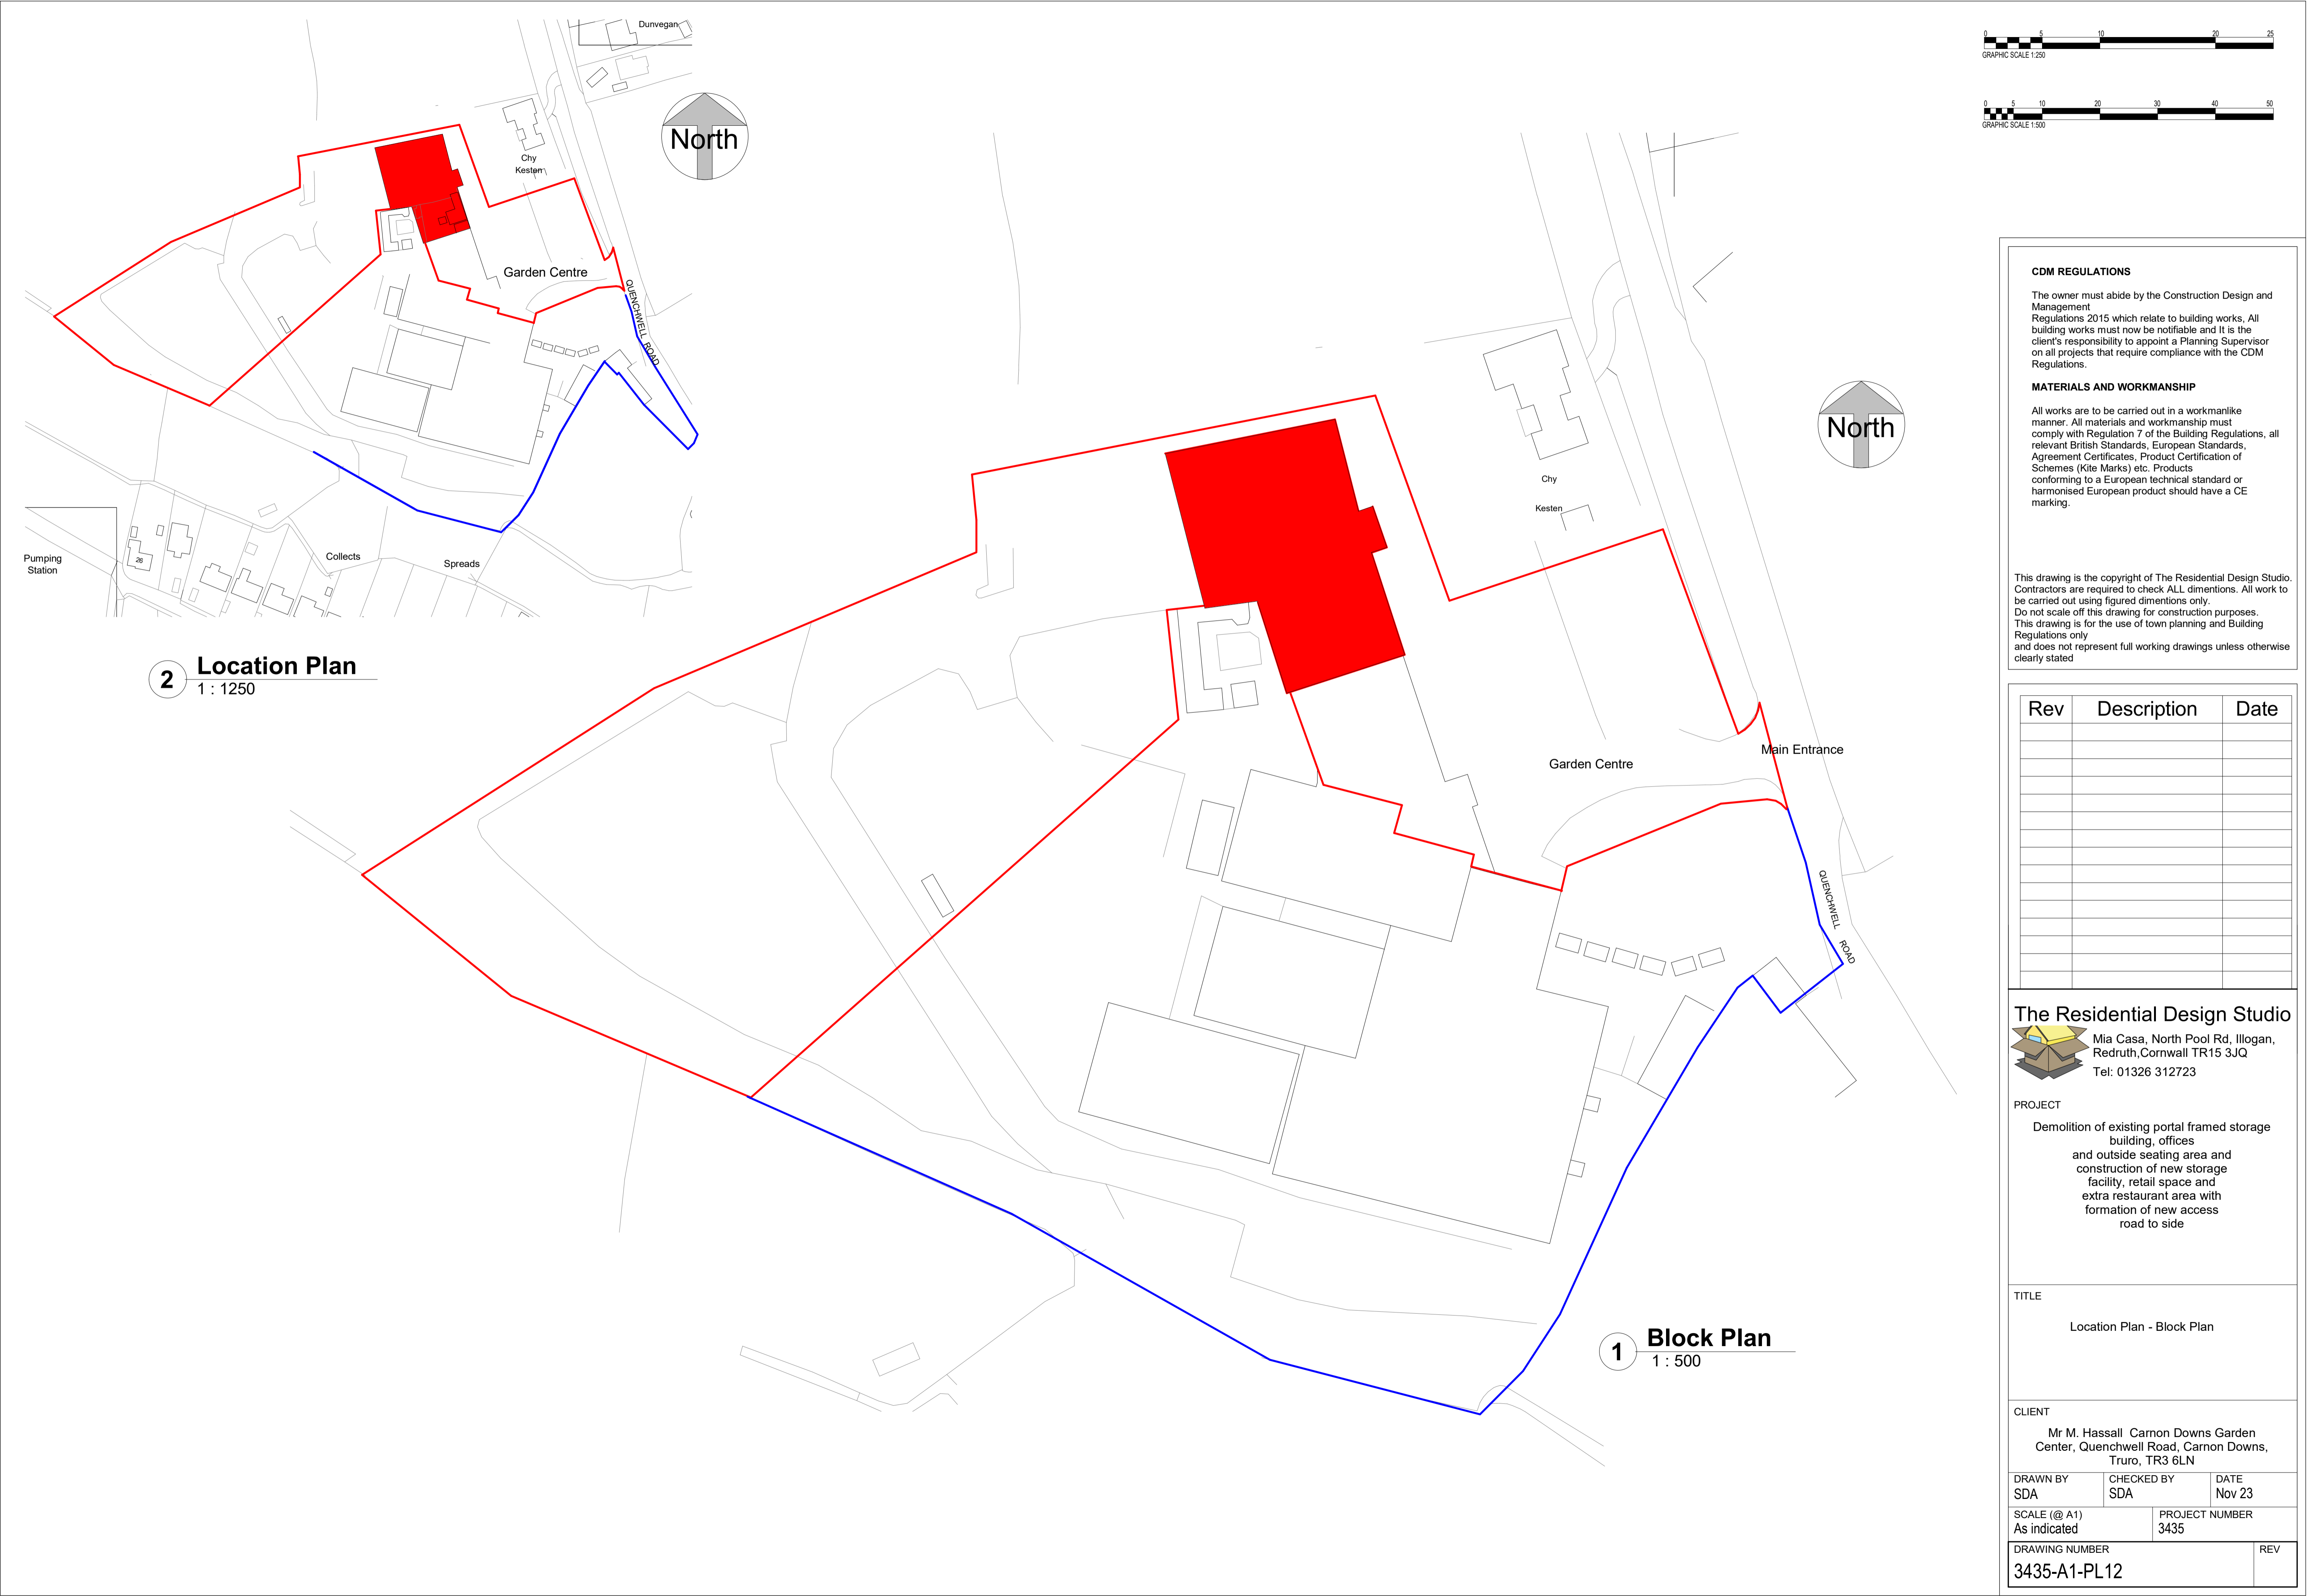 Dunvegan
North
Chy
Kesten
Garden Centre
QUENCHWELL ROAD
Pumping
Station
26
Collects
Spreads
2
Location Plan
1 : 1250
North
Chy
Kesten
Garden Centre
Main Entrance
QUENCHWELL ROAD
1
Block Plan
1 : 500
0 5 10 20 25
GRAPHIC SCALE 1:250
0 5 10 20 30 40 50
GRAPHIC SCALE 1:500
CDM REGULATIONS
The owner must abide by the Construction Design and
Management
Regulations 2015 which relate to building works, All
building works must now be notifiable and It is the
client's responsibility to appoint a Planning Supervisor
on all projects that require compliance with the CDM
Regulations.
MATERIALS AND WORKMANSHIP
All works are to be carried out in a workmanlike
manner. All materials and workmanship must
comply with Regulation 7 of the Building Regulations, all
relevant British Standards, European Standards,
Agreement Certificates, Product Certification of
Schemes (Kite Marks) etc. Products
conforming to a European technical standard or
harmonised European product should have a CE
marking.
This drawing is the copyright of The Residential Design Studio.
Contractors are required to check ALL dimentions. All work to
be carried out using figured dimentions only.
Do not scale off this drawing for construction purposes.
This drawing is for the use of town planning and Building
Regulations only
and does not represent full working drawings unless otherwise
clearly stated
Rev Description Date
The Residential Design Studio
Mia Casa, North Pool Rd, Illogan,
Redruth,Cornwall TR15 3JQ
Tel: 01326 312723
PROJECT
Demolition of existing portal framed storage
building, offices
and outside seating area and
construction of new storage
facility, retail space and
extra restaurant area with
formation of new access
road to side
TITLE
Location Plan - Block Plan
CLIENT
Mr M. Hassall Carnon Downs Garden
Center, Quenchwell Road, Carnon Downs,
Truro, TR3 6LN
DRAWN BY CHECKED BY DATE
SDA SDA Nov 23
SCALE (@ A1) PROJECT NUMBER
As indicated 3435
DRAWING NUMBER REV
3435-A1-PL12